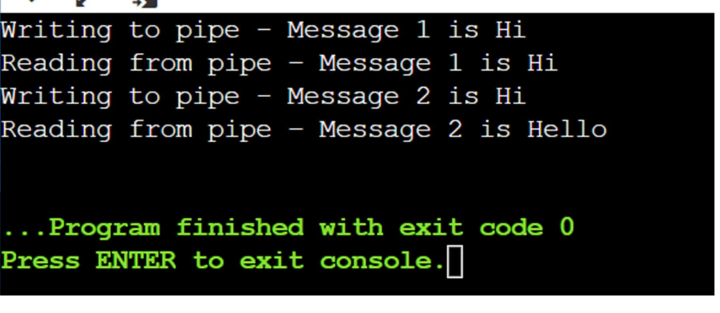 Writing to pipe - Message 1 is Hi
Reading from pipe – Message 1 is Hi
Writing to pipe - Message 2 is Hi
Reading from pipe – Message 2 is Hello
...Program finished with exit code 0
Press ENTER to exit console.